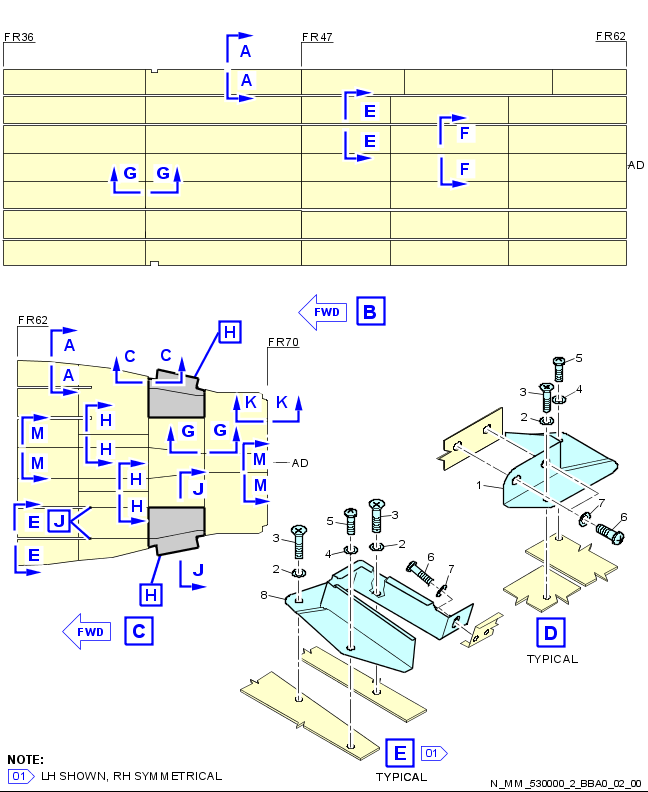 FR36
FR47
FR62
A
A
E
E
F
F
G G
AD
FWD B
FR62
H
FR70
A
A
C C
K K
M
M
H
H
G G
M
M
AD
H
H
J
E
E
J
J
H
FWD C
5
3
4
2
1
7
6
D
TYPICAL
3
5
3
4
2
2
6
7
8
E 01
TYPICAL
NOTE:
01 LH SHOWN, RH SYMMETRICAL
N_MM_530000_2_BBA0_02_00